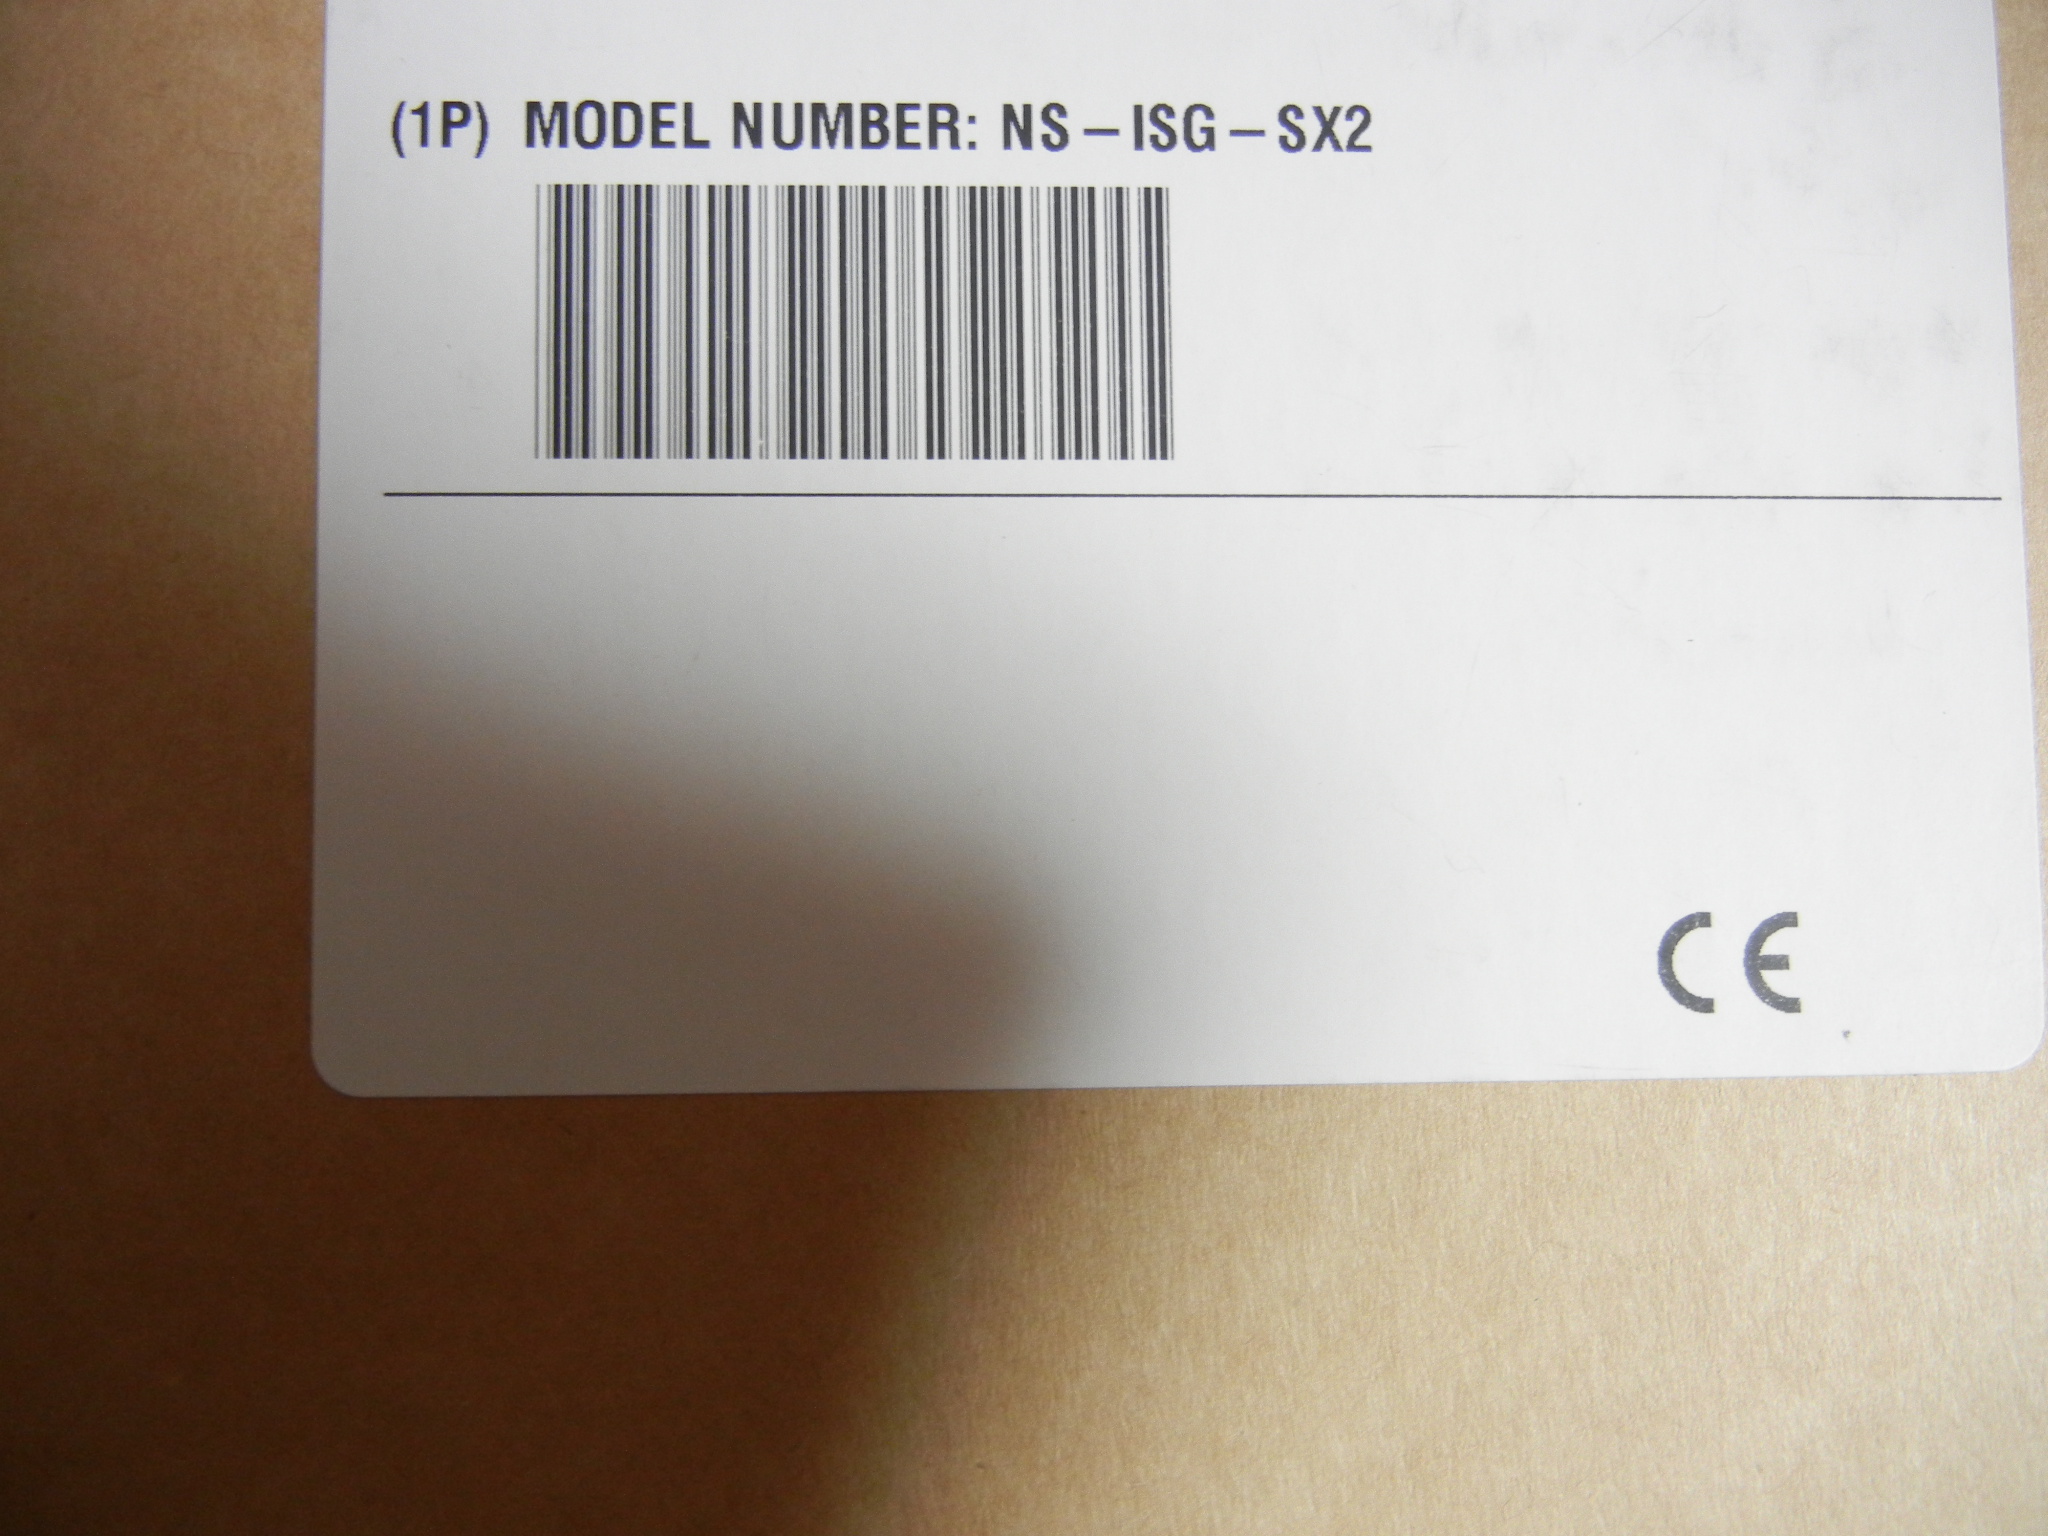 (1P) MODEL NUMBER: NS-ISG-SX2
CE